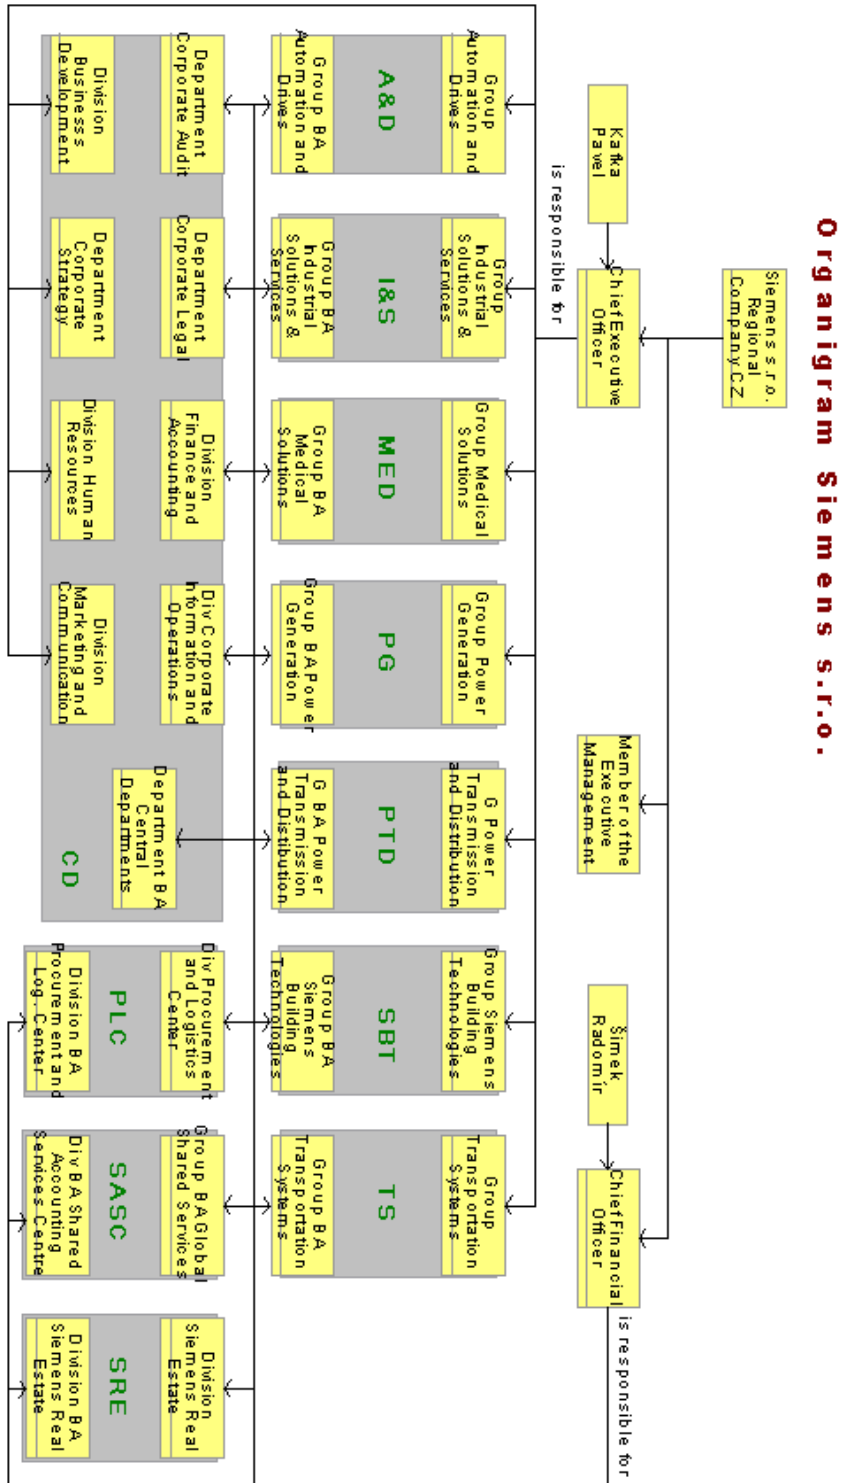 Organigram Siemens s.r.o.
Siemens s.r.o.
Regional
Company CZ
Kafka
Pavel
Chief Executive
Officer
Member of the
Executive
Management
Šimek
Radomír
Chief Financial
Officer
is responsible for
is responsible for
Group
Automation and
Drives
Group
Industrial
Solutions &
Services
Group Medical
Solutions
Group Power
Generation
G Power
Transmission
and Distribution
Group Siemens
Building
Technologies
Group
Transportation
Systems
A&D
I&S
MED
PG
PTD
SBT
TS
Group BA
Automation and
Drives
Group BA
Industrial
Solutions &
Services
Group BA
Medical
Solutions
Group BA Power
Generation
G BA Power
Transmission
and Distribution
Group BA
Siemens
Building
Technologies
Group BA
Transportation
Systems
Department
Corporate Audit
Department
Corporate Legal
Division
Finance and
Accounting
Div Corporate
Information and
Operations
Department BA
Central
Departments
Div Procurement
and Logistics
Center
Group BA Global
Shared Services
Division
Siemens Real
Estate
CD
PLC
SASC
SRE
Division
Businesss
Development
Department
Corporate
Strategy
Division Human
Resources
Division
Marketing and
Communication
Division BA
Procurement and
Log. Center
Div BA Shared
Accounting
Services Centre
Division BA
Siemens Real
Estate